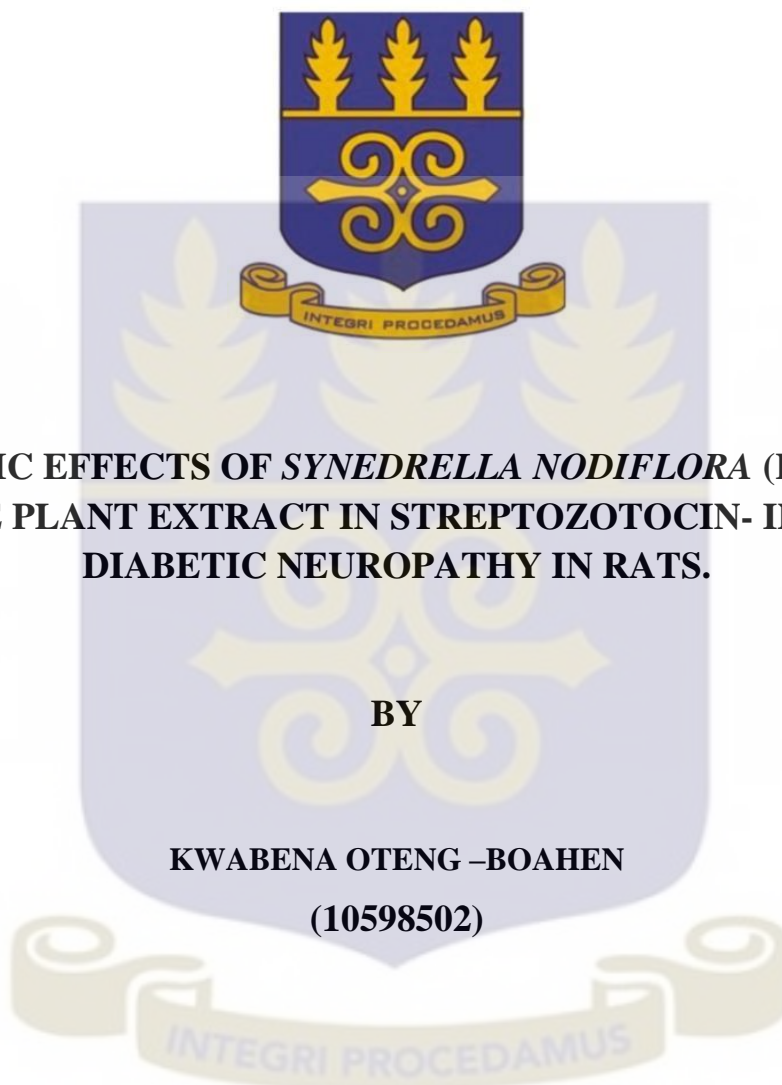 INTEGRI PROCEDAMUS
IC EFFECTS OF SYNEDRELLA NODIFLORA (
PLANT EXTRACT IN STREPTOZOTOCIN- I
DIABETIC NEUROPATHY IN RATS.
BY
KWABENA OTENG –BOAHEN
(10598502)
INTEGRI PROCEDAMUS